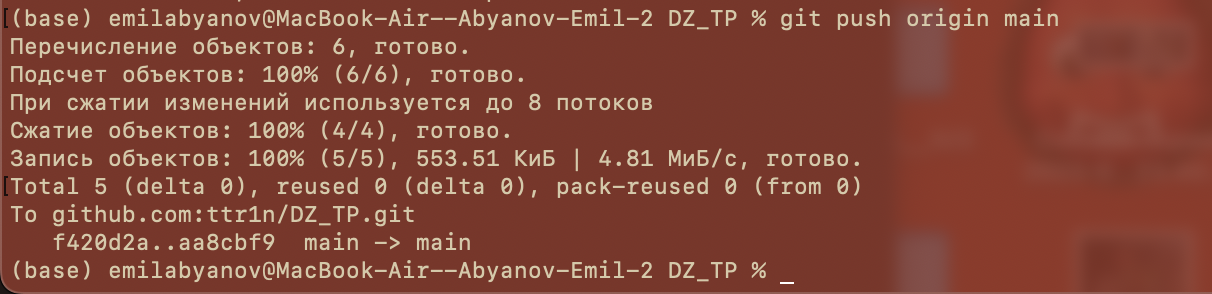 [(base) emilabyanov@MacBook-Air--Abyanov-Emil-2 DZ_TP % git push origin main
Перечисление объектов: 6, готово.
Подсчет объектов: 100% (6/6), готово.
При сжатии изменений используется до 8 потоков
Сжатие объектов: 100% (4/4), готово.
Запись объектов: 100% (5/5), 553.51 КиБ | 4.81 МиБ/с, готово.
[Total 5 (delta 0), reused 0 (delta 0), pack-reused 0 (from 0)
To github.com:ttr1n/DZ_TP.git
   f420d2a..aa8cbf9  main -> main
(base) emilabyanov@MacBook-Air--Abyanov-Emil-2 DZ_TP % _